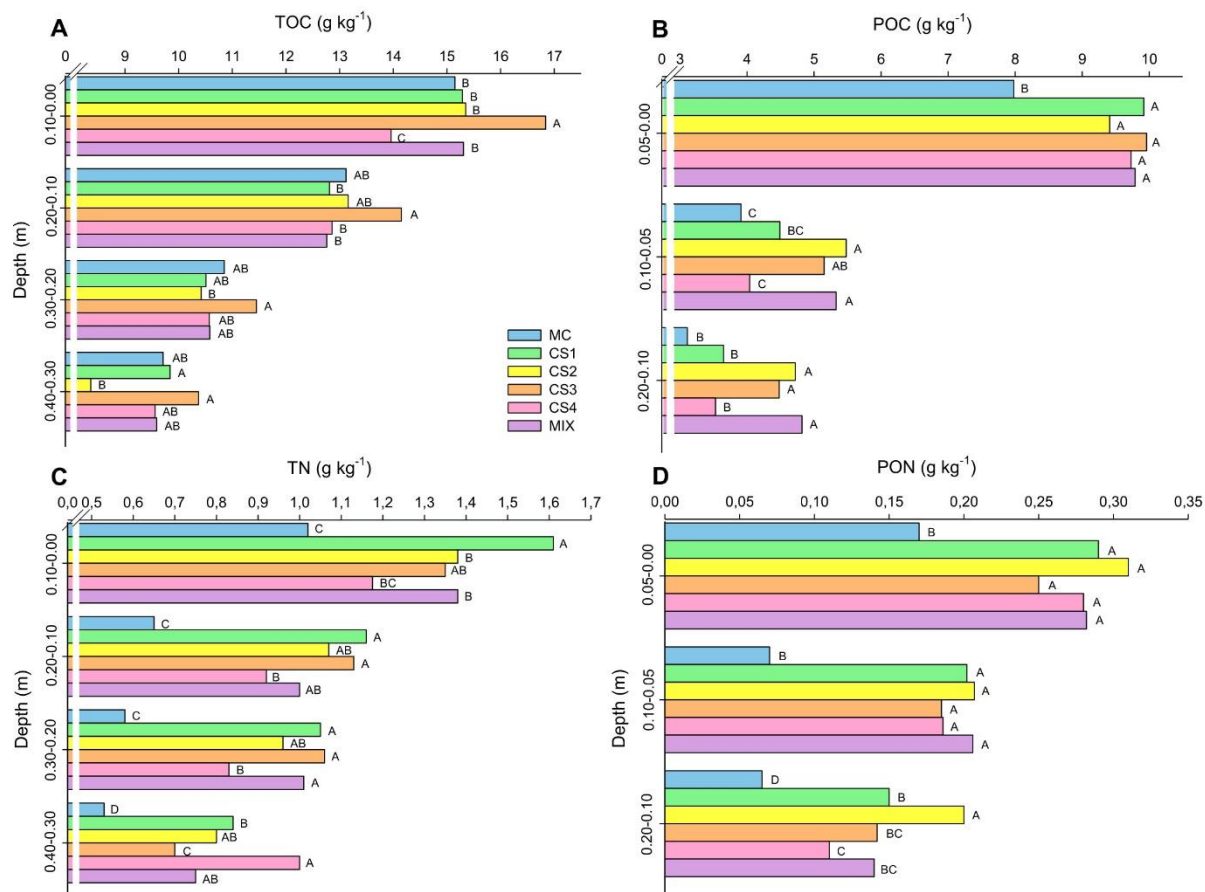 A
TOC (g kg-1)
0 9 10 11 12 13 14 15 16 17
Depth (m)
0.10-0.00
B
B
B
A
C
B
0.20-0.10
AB
B
AB
A
B
B
0.30-0.20
AB
AB
B
A
AB
AB
0.40-0.30
AB
A
B
A
AB
AB
MC
CS1
CS2
CS3
CS4
MIX
B
POC (g kg-1)
0 3 4 5 6 7 8 9 10
Depth (m)
0.05-0.00
B
A
A
A
A
A
0.10-0.05
C
BC
A
AB
C
A
0.20-0.10
B
B
A
A
B
A
C
TN (g kg-1)
0,0 0,5 0,6 0,7 0,8 0,9 1,0 1,1 1,2 1,3 1,4 1,5 1,6 1,7
Depth (m)
0.10-0.00
C
A
B
AB
BC
B
0.20-0.10
C
A
AB
A
B
AB
0.30-0.20
C
A
AB
A
B
A
0.40-0.30
D
B
AB
C
A
AB
D
PON (g kg-1)
0,00 0,05 0,10 0,15 0,20 0,25 0,30 0,35
Depth (m)
0.05-0.00
B
A
A
A
A
A
0.10-0.05
B
A
A
A
A
A
0.20-0.10
D
B
A
BC
C
BC